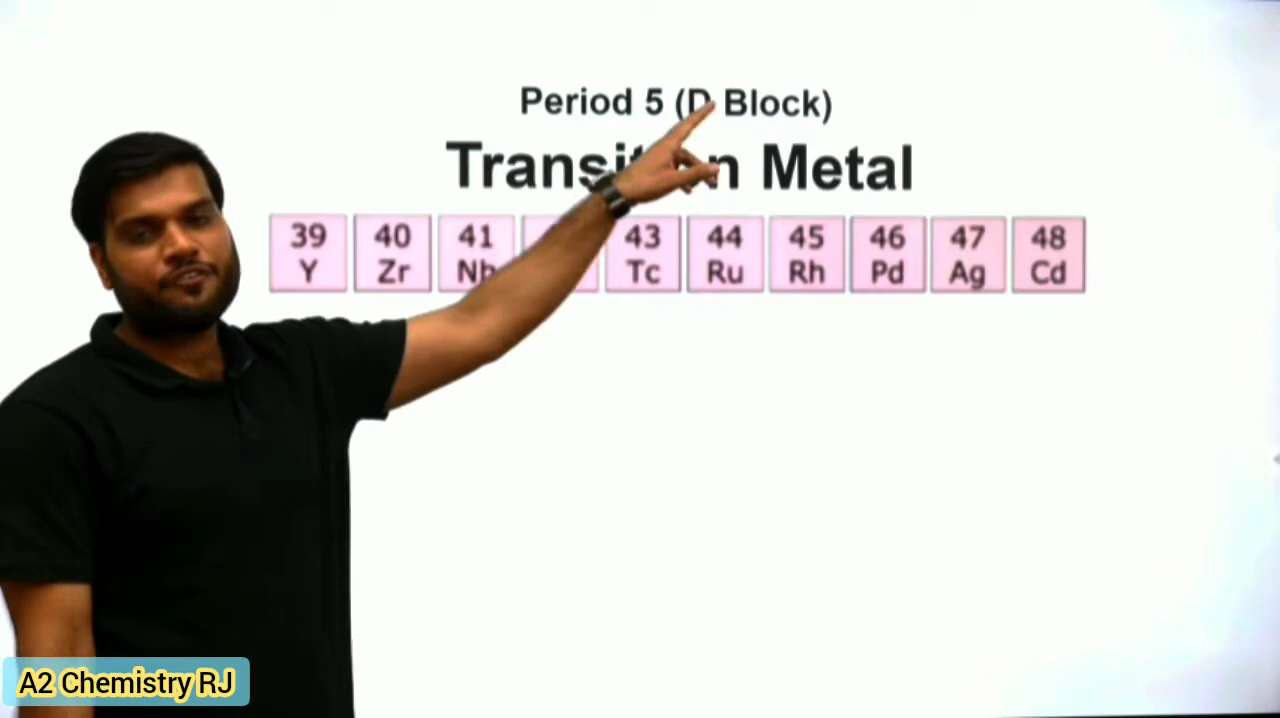 Period 5 (D Block)
Metal
39 40 41 43 44 45 46 47 48
Y Zr Nb Tc Ru Rh Pd Ag Cd
A2 Chemistry RJ